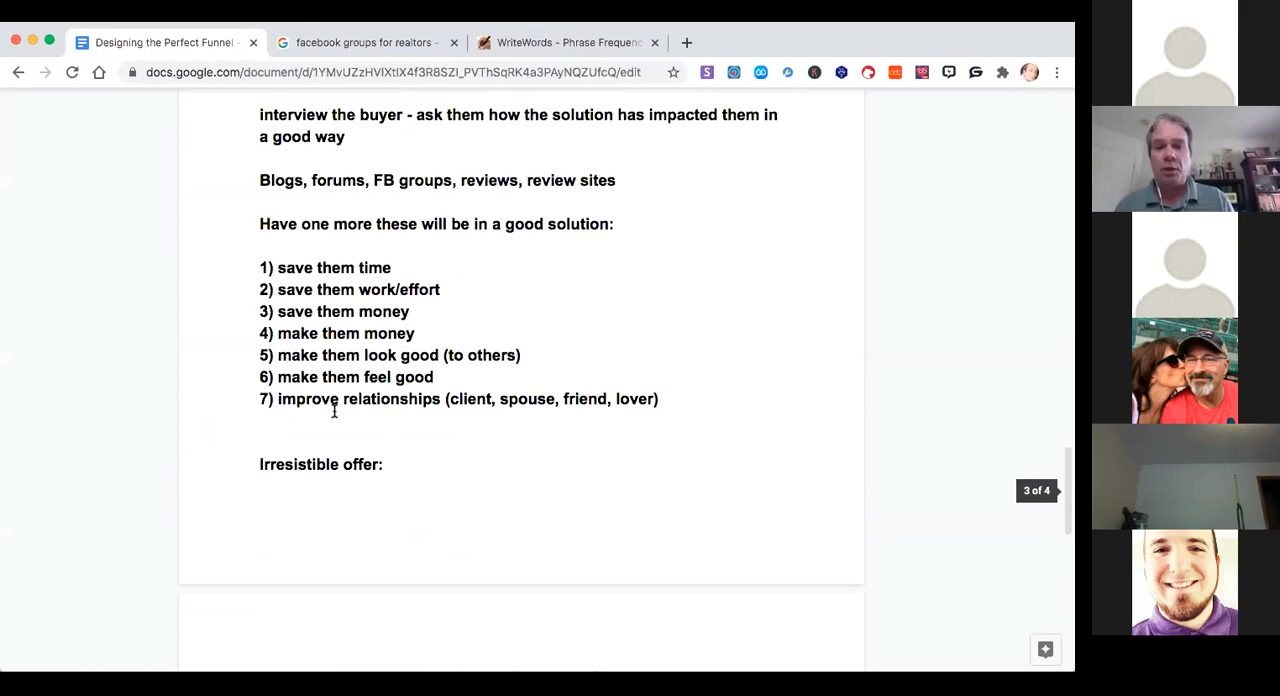 Designing the Perfect Funnel -
facebook groups for realtors -
WriteWords - Phrase Frequenc
docs.google.com/document/d/1YMvUZzHVIXtIX4f3R8SZI_PVThSqRK4a3PAyNQZUfcQ/edit
interview the buyer - ask them how the solution has impacted them in
a good way
Blogs, forums, FB groups, reviews, review sites
Have one more these will be in a good solution:
1) save them time
2) save them work/effort
3) save them money
4) make them money
5) make them look good (to others)
6) make them feel good
7) improve relationships (client, spouse, friend, lover)
Irresistible offer:
3 of 4